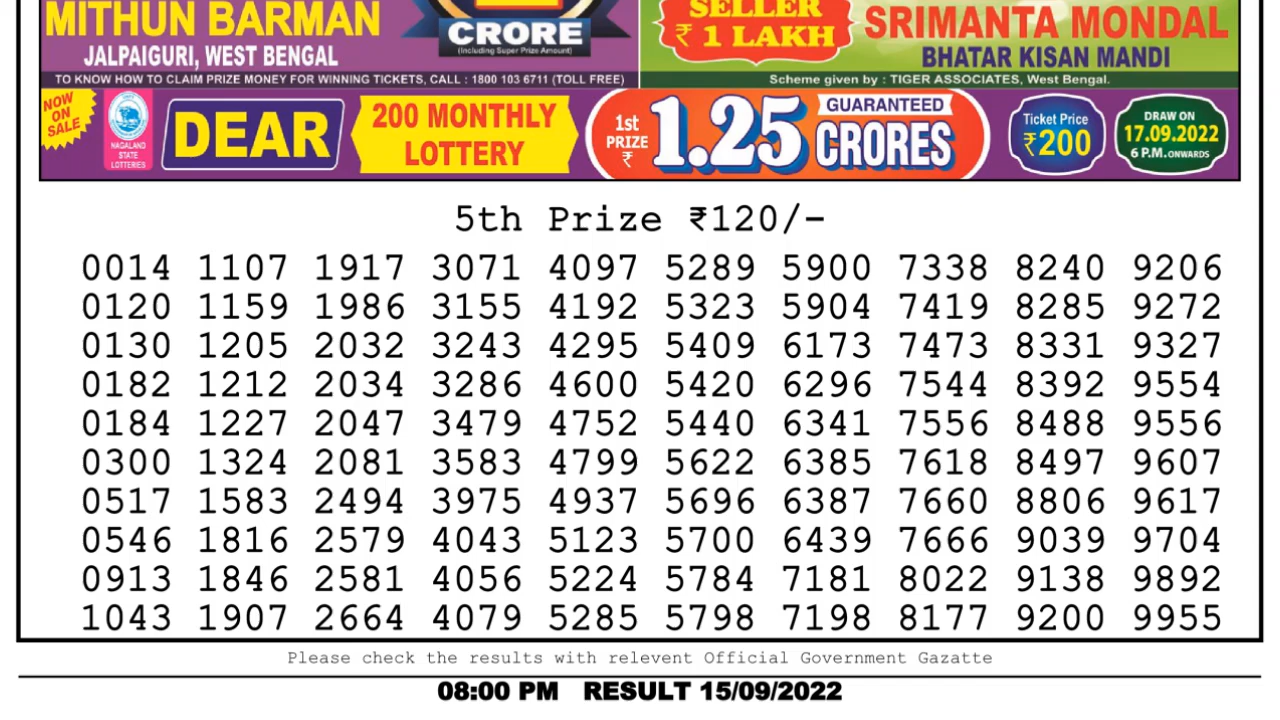 MITHUN BARMAN
JALPAIGURI, WEST BENGAL
CRORE
(Including Super Prize Amount)
SELLER
₹ 1 LAKH
SRIMANTA MONDAL
BHATAR KISAN MANDI
TO KNOW HOW TO CLAIM PRIZE MONEY FOR WINNING TICKETS, CALL : 1800 103 6711 (TOLL FREE)
Scheme given by : TIGER ASSOCIATES, West Bengal.
NOW
ON
SALE
NAGALAND
STATE
LOTTERIES
DEAR
200 MONTHLY
LOTTERY
1st
PRIZE
₹
1.25
GUARANTEED
CRORES
Ticket Price
₹200
DRAW ON
17.09.2022
6 P.M. ONWARDS
5th Prize ₹120/-
0014 1107 1917 3071 4097 5289 5900 7338 8240 9206
0120 1159 1986 3155 4192 5323 5904 7419 8285 9272
0130 1205 2032 3243 4295 5409 6173 7473 8331 9327
0182 1212 2034 3286 4600 5420 6296 7544 8392 9554
0184 1227 2047 3479 4752 5440 6341 7556 8488 9556
0300 1324 2081 3583 4799 5622 6385 7618 8497 9607
0517 1583 2494 3975 4937 5696 6387 7660 8806 9617
0546 1816 2579 4043 5123 5700 6439 7666 9039 9704
0913 1846 2581 4056 5224 5784 7181 8022 9138 9892
1043 1907 2664 4079 5285 5798 7198 8177 9200 9955
Please check the results with relevent Official Government Gazatte
08:00 PM RESULT 15/09/2022